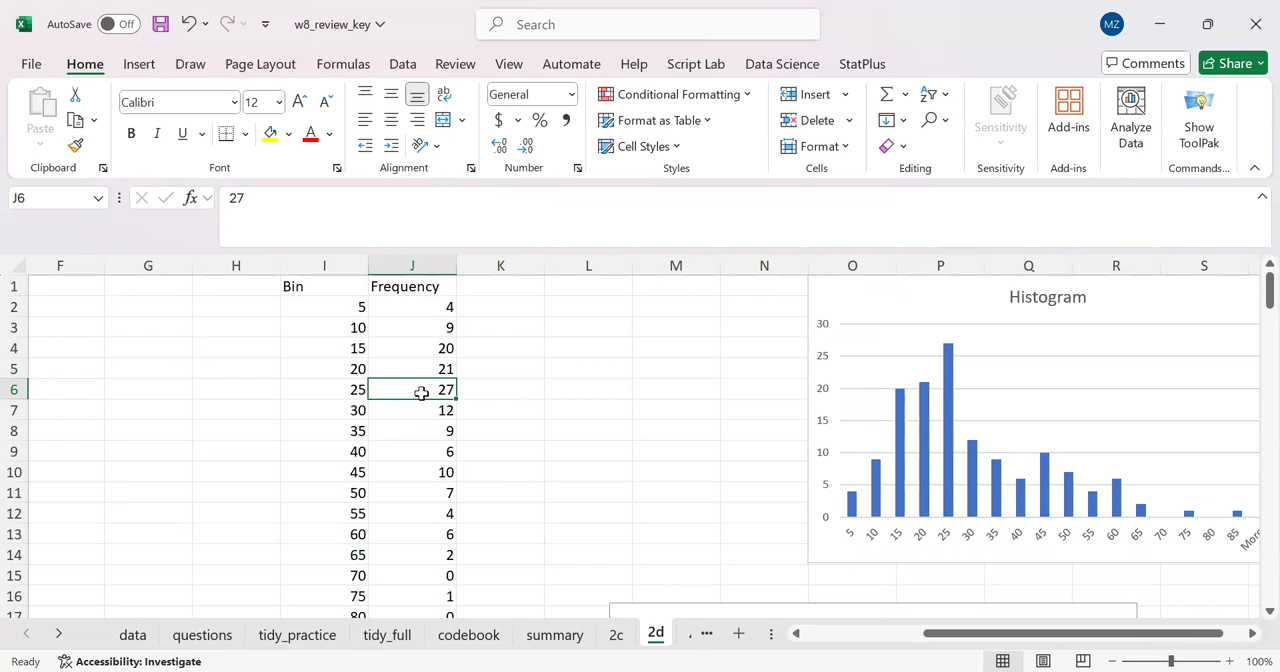 AutoSave Off w8_review_key Search MZ
File Home Insert Draw Page Layout Formulas Data Review View Automate Help Script Lab Data Science StatPlus Comments Share
Paste
Clipboard
Calibri 12
B I U A
Font
Alignment
General
$ % ,
Number
Conditional Formatting
Format as Table
Cell Styles
Styles
Insert
Delete
Format
Cells
Editing
Sensitivity
Sensitivity
Add-ins
Add-ins
Analyze
Data
Show
ToolPak
Commands...
J6 fx 27
F G H I J K L M N O P Q R S
1 Bin Frequency
2 5 4
3 10 9
4 15 20
5 20 21
6 25 27
7 30 12
8 35 9
9 40 6
10 45 10
11 50 7
12 55 4
13 60 6
14 65 2
15 70 0
16 75 1
17 80 0
Histogram
30
25
20
15
10
5
0
5 10 15 20 25 30 35 40 45 50 55 60 65 70 75 80 85 More
data questions tidy_practice tidy_full codebook summary 2c 2d
Ready Accessibility: Investigate 100%